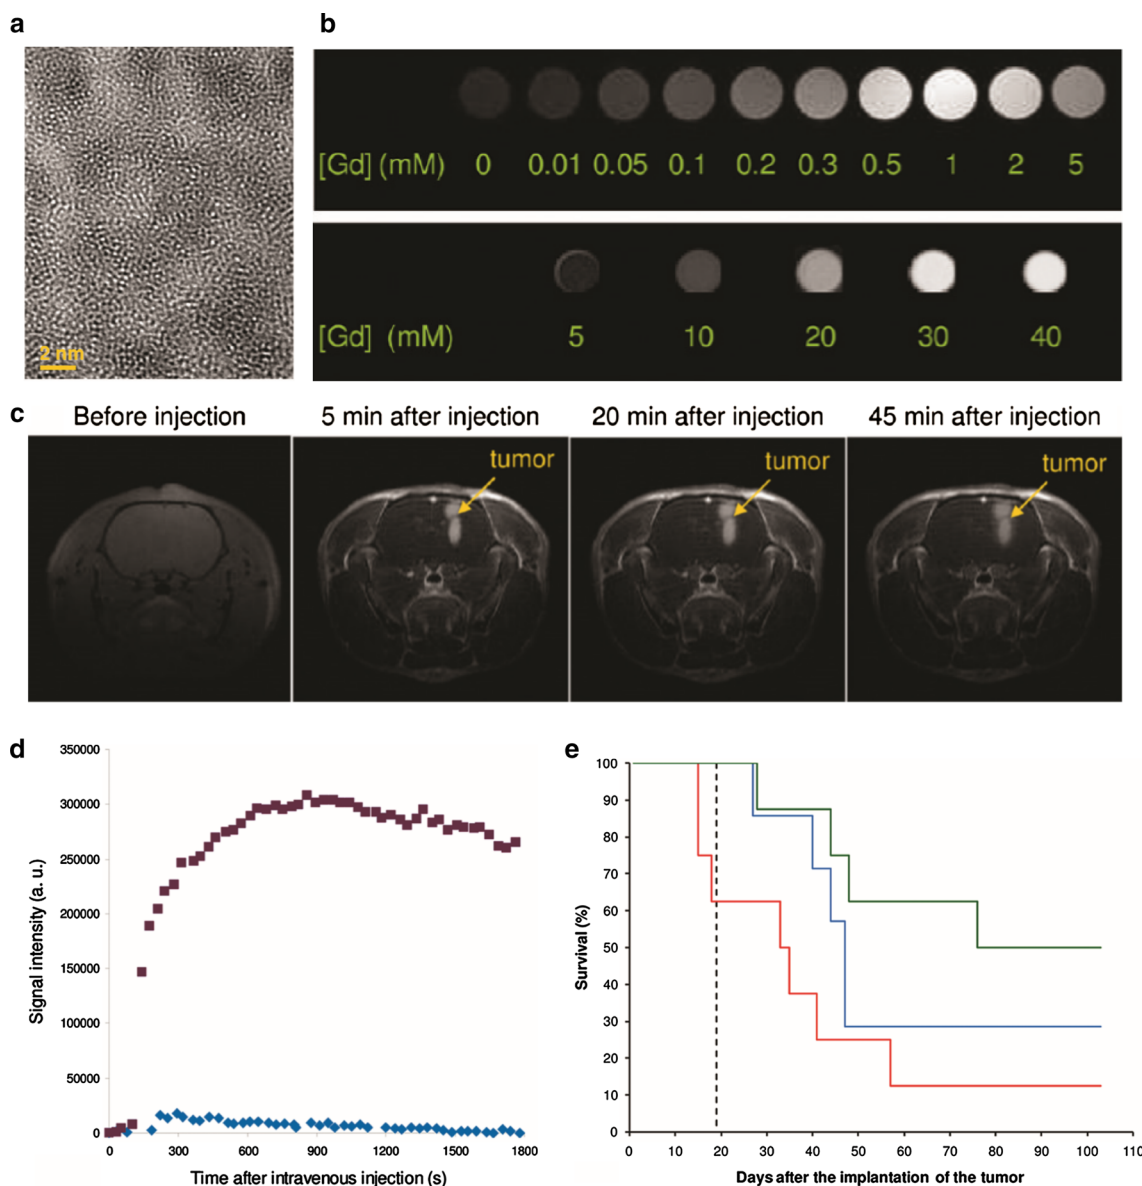 a
b
2 nm
[Gd] (mM) 0 0.01 0.05 0.1 0.2 0.3 0.5 1 2 5
[Gd] (mM) 5 10 20 30 40
c
Before injection
5 min after injection
20 min after injection
45 min after injection
tumor
tumor
tumor
d
350000
300000
250000
200000
150000
100000
50000
0
Signal intensity (a. u.)
0 300 600 900 1200 1500 1800
Time after intravenous injection (s)
e
100
90
80
70
60
50
40
30
20
10
0
Survival (%)
0 10 20 30 40 50 60 70 80 90 100 110
Days after the implantation of the tumor